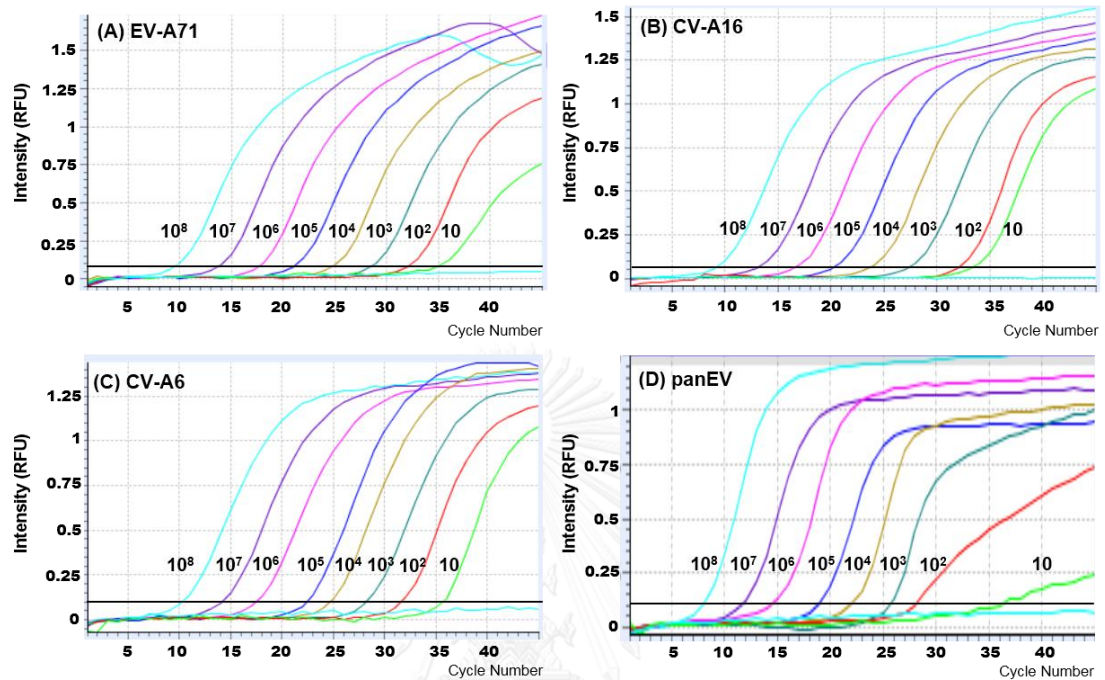 (A) EV-A71
Intensity (RFU)
1.5
1.25
1
0.75
0.5
0.25
0
10⁸ 10⁷ 10⁶ 10⁵ 10⁴ 10³ 10² 10
5 10 15 20 25 30 35 40
Cycle Number
(B) CV-A16
Intensity (RFU)
1.5
1.25
1
0.75
0.5
0.25
0
10⁸ 10⁷ 10⁶ 10⁵ 10⁴ 10³ 10² 10
5 10 15 20 25 30 35 40
Cycle Number
(C) CV-A6
Intensity (RFU)
1.25
1
0.75
0.5
0.25
0
10⁸ 10⁷ 10⁶ 10⁵ 10⁴ 10³ 10² 10
5 10 15 20 25 30 35 40
Cycle Number
(D) panEV
Intensity (RFU)
1
0.75
0.5
0.25
0
10⁸ 10⁷ 10⁶ 10⁵ 10⁴ 10³ 10² 10
5 10 15 20 25 30 35 40
Cycle Number